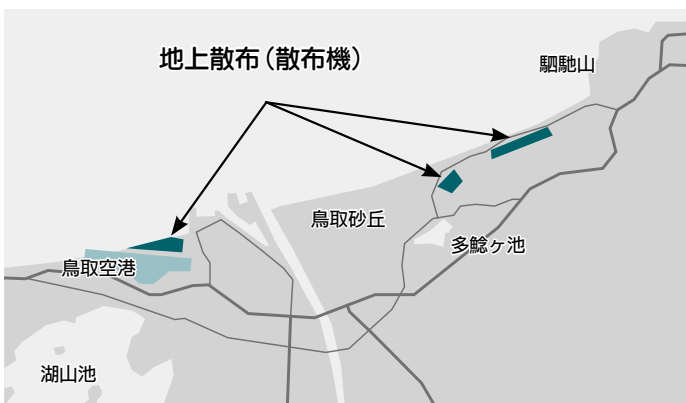 地上散布（散布機）
駟馳山
鳥取砂丘
多鯰ヶ池
鳥取空港
湖山池